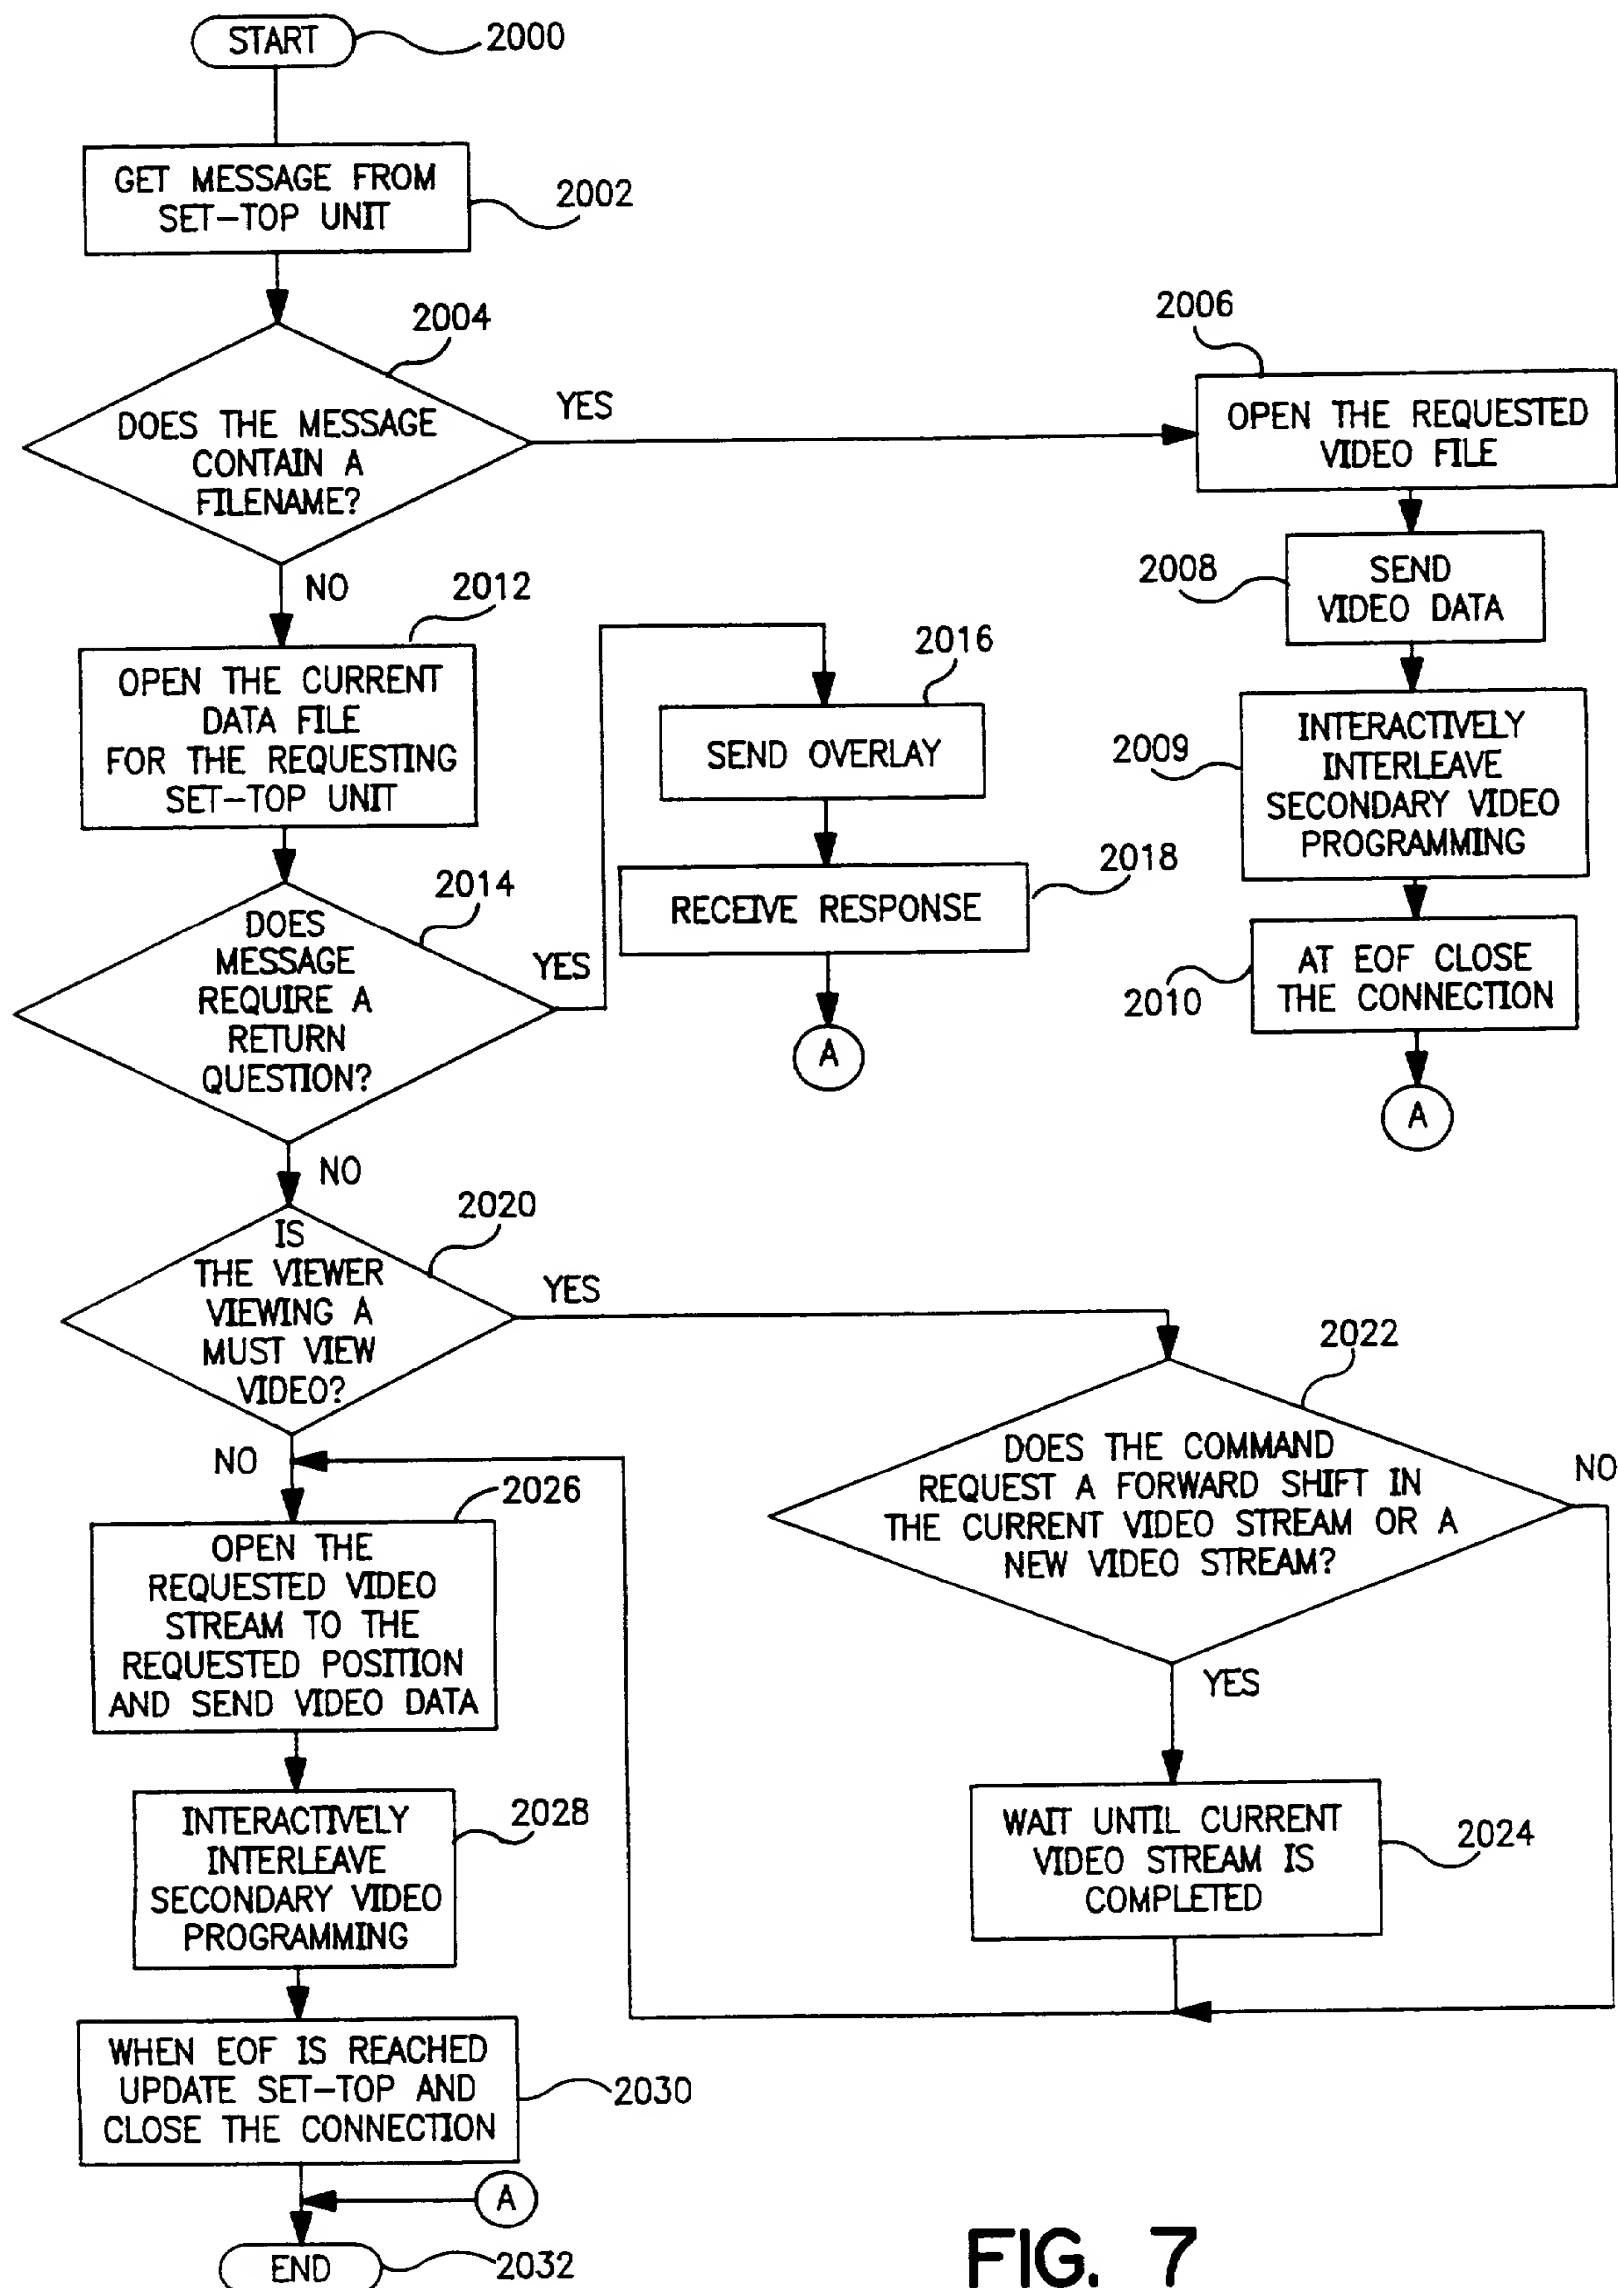 START
2000
GET MESSAGE FROM
SET-TOP UNIT
2002
2004
DOES THE MESSAGE
CONTAIN A
FILENAME?
YES
NO
2006
OPEN THE REQUESTED
VIDEO FILE
2008
SEND
VIDEO DATA
2009
INTERACTIVELY
INTERLEAVE
SECONDARY VIDEO
PROGRAMMING
2010
AT EOF CLOSE
THE CONNECTION
A
2012
OPEN THE CURRENT
DATA FILE
FOR THE REQUESTING
SET-TOP UNIT
2014
DOES
MESSAGE
REQUIRE A
RETURN
QUESTION?
YES
NO
2016
SEND OVERLAY
2018
RECEIVE RESPONSE
A
2020
IS
THE VIEWER
VIEWING A
MUST VIEW
VIDEO?
YES
NO
2022
DOES THE COMMAND
REQUEST A FORWARD SHIFT IN
THE CURRENT VIDEO STREAM OR A
NEW VIDEO STREAM?
NO
YES
WAIT UNTIL CURRENT
VIDEO STREAM IS
COMPLETED
2024
2026
OPEN THE
REQUESTED VIDEO
STREAM TO THE
REQUESTED POSITION
AND SEND VIDEO DATA
INTERACTIVELY
INTERLEAVE
SECONDARY VIDEO
PROGRAMMING
2028
WHEN EOF IS REACHED
UPDATE SET-TOP AND
CLOSE THE CONNECTION
2030
A
END
2032
FIG. 7